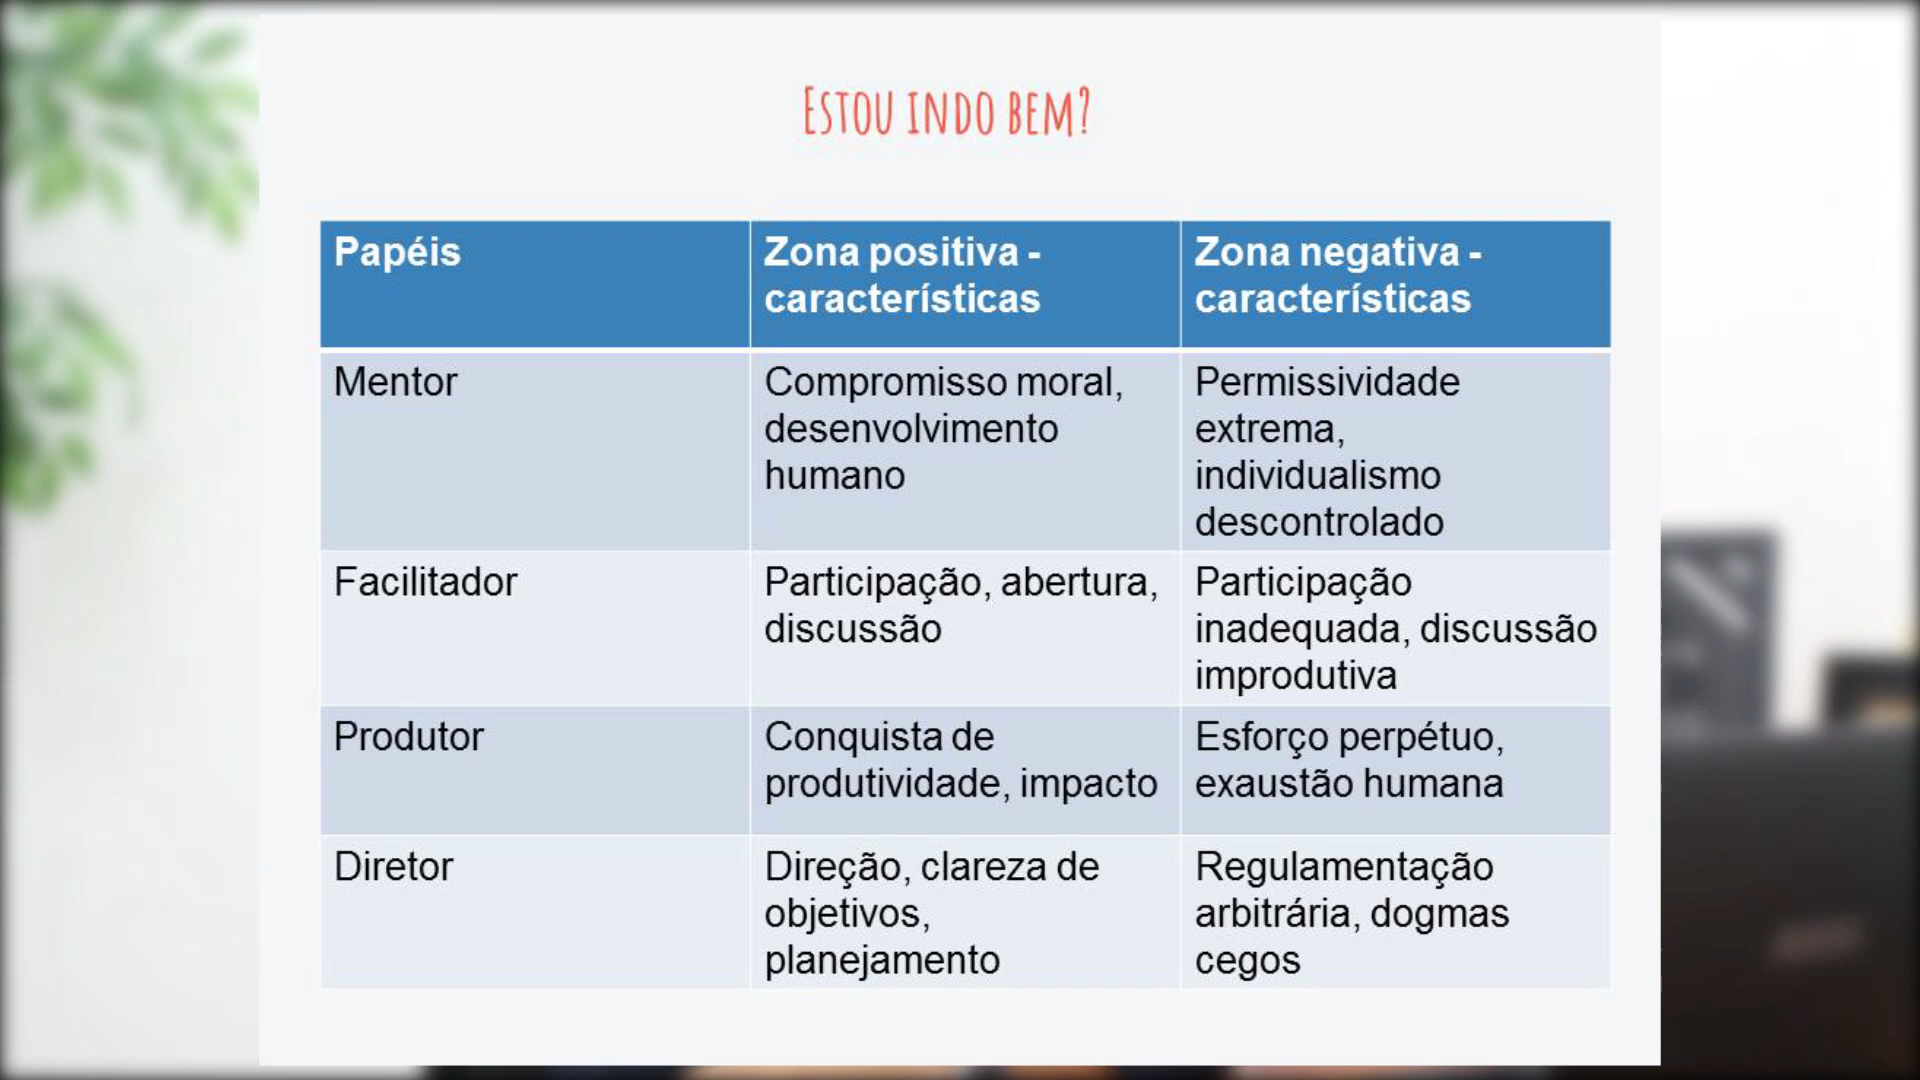 Estou indo bem?
Papéis
Zona positiva -
características
Zona negativa -
características
Mentor
Compromisso moral,
desenvolvimento
humano
Permissividade
extrema,
individualismo
descontrolado
Facilitador
Participação, abertura,
discussão
Participação
inadequada, discussão
improdutiva
Produtor
Conquista de
produtividade, impacto
Esforço perpétuo,
exaustão humana
Diretor
Direção, clareza de
objetivos,
planejamento
Regulamentação
arbitrária, dogmas
cegos